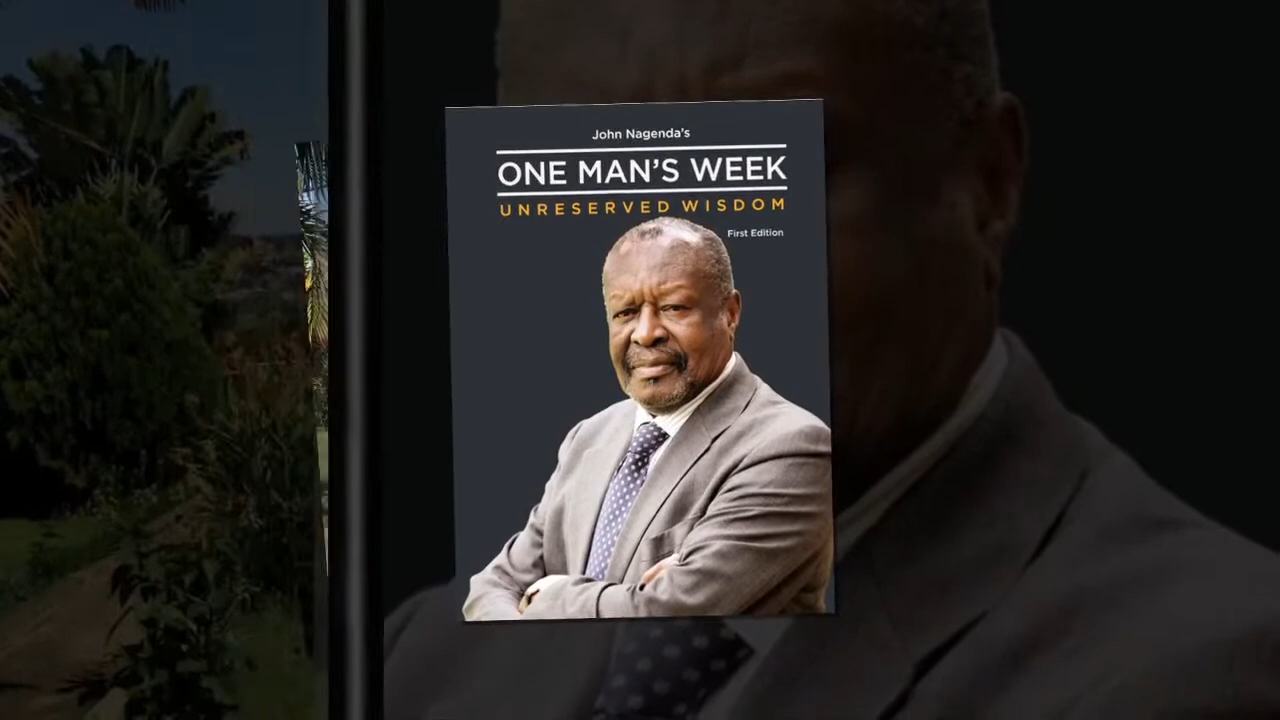 John Nagenda's
ONE MAN'S WEEK
UNRESERVED WISDOM
First Edition